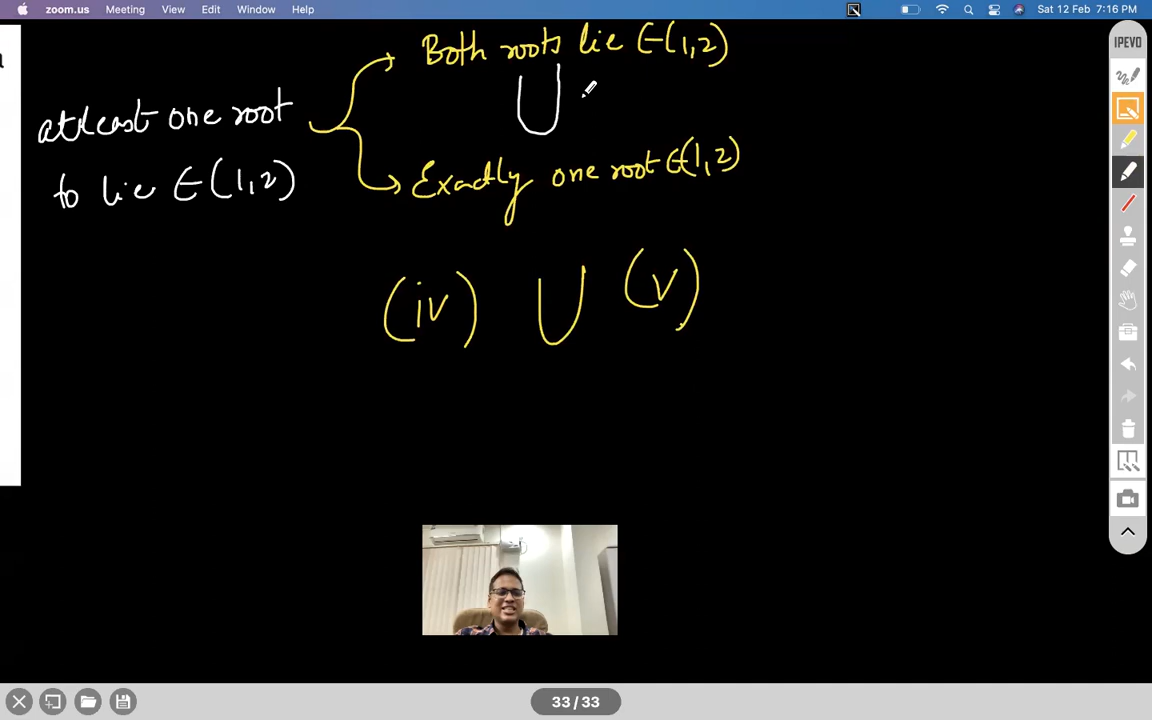 zoom.us Meeting View Edit Window Help Sat 12 Feb 7:16 PM
IPEVO
Both roots lie ∈(1,2)
atleast one root
∪
to lie ∈(1,2)
Exactly one root ∈(1,2)
(iv) ∪ (v)
33/33